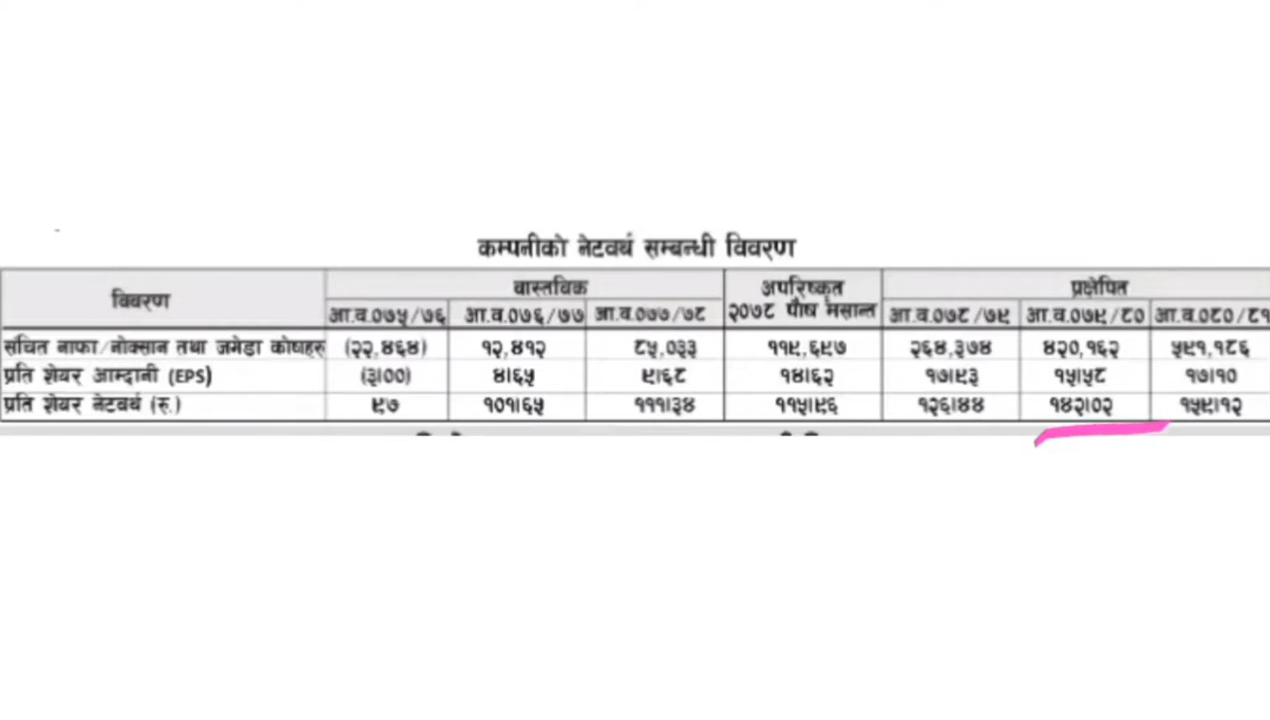 कम्पनीको नेटवर्थ सम्बन्धी विवरण
विवरण वास्तविक अपरिष्कृत २०७८ पौष मसान्त प्रक्षेपित
आ.व.०७५/७६ आ.व.०७६/७७ आ.व.०७७/७८ आ.व.०७८/७९ आ.व.०७९/८० आ.व.०८०/८१
संचित नाफा/नोक्सान तथा जगेडा कोषहरु (२२,४६४) १२,४१२ ८५,०३३ ११९,६९७ २६४,३७४ ४२०,१६२ ५९१,१८६
प्रति शेयर आम्दानी (EPS) (३।००) ४।६५ ९।६८ १४।६२ १७।९३ १५।५८ १७।१०
प्रति शेयर नेटवर्थ (रु.) ९७ १०१।६५ १११।३४ ११५।९६ १२६।४४ १४२।०२ १५९।१२